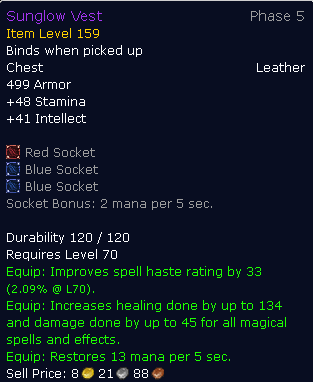 Sunglow Vest Phase 5
Item Level 159
Binds when picked up
Chest Leather
499 Armor
+48 Stamina
+41 Intellect
Red Socket
Blue Socket
Blue Socket
Socket Bonus: 2 mana per 5 sec.
Durability 120 / 120
Requires Level 70
Equip: Improves spell haste rating by 33
(2.09% @ L70).
Equip: Increases healing done by up to 134
and damage done by up to 45 for all magical
spells and effects.
Equip: Restores 13 mana per 5 sec.
Sell Price: 8 21 88